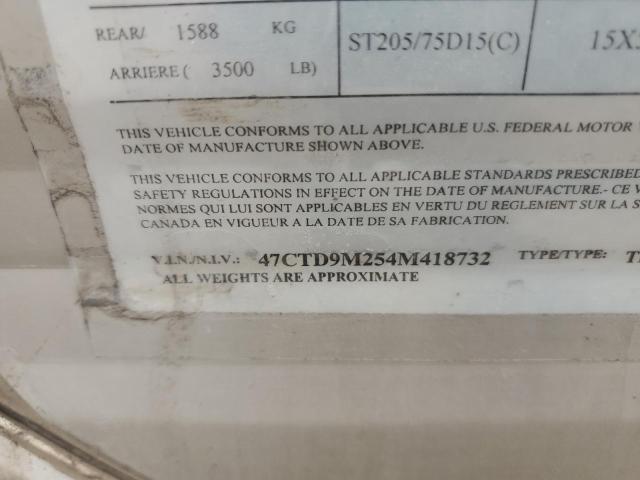 REAR/ 1588 KG
ARRIERE ( 3500 LB)
ST205/75D15(C)
15X5
THIS VEHICLE CONFORMS TO ALL APPLICABLE U.S. FEDERAL MOTOR
DATE OF MANUFACTURE SHOWN ABOVE.
THIS VEHICLE CONFORMS TO ALL APPLICABLE STANDARDS PRESCRIBED
SAFETY REGULATIONS IN EFFECT ON THE DATE OF MANUFACTURE.- CE V
NORMES QUI LUI SONT APPLICABLES EN VERTU DU REGLEMENT SUR LA S
CANADA EN VIGUEUR A LA DATE DE SA FABRICATION.
V.I.N./N.I.V.: 47CTD9M254M418732 TYPE/TYPE:
ALL WEIGHTS ARE APPROXIMATE